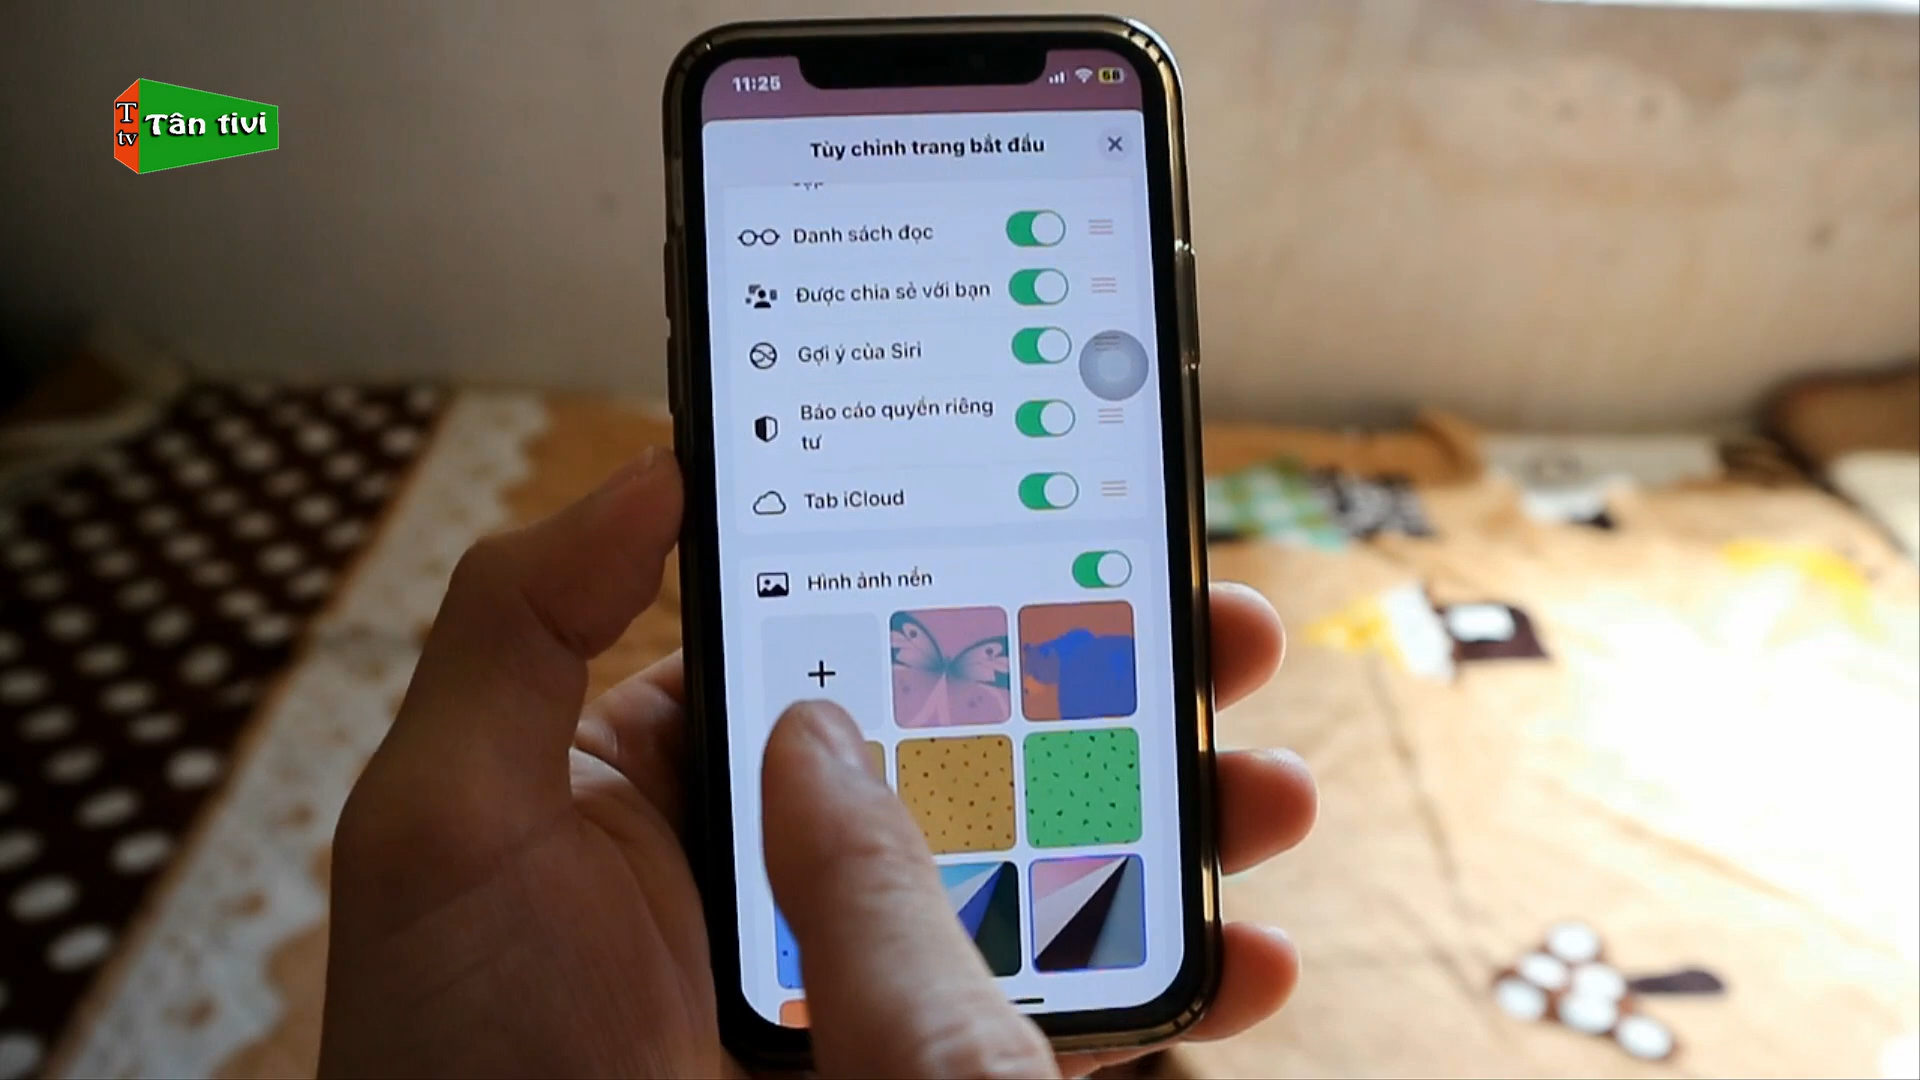 T
tv
Tân tivi
11:25
68
Tùy chỉnh trang bắt đầu
Danh sách đọc
Được chia sẻ với bạn
Gợi ý của Siri
Báo cáo quyền riêng
tư
Tab iCloud
Hình ảnh nền